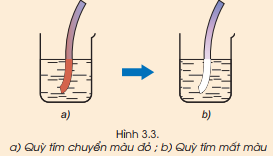 a)
b)
Hình 3.3.
a) Quỳ tím chuyển màu đỏ ; b) Quỳ tím mất màu